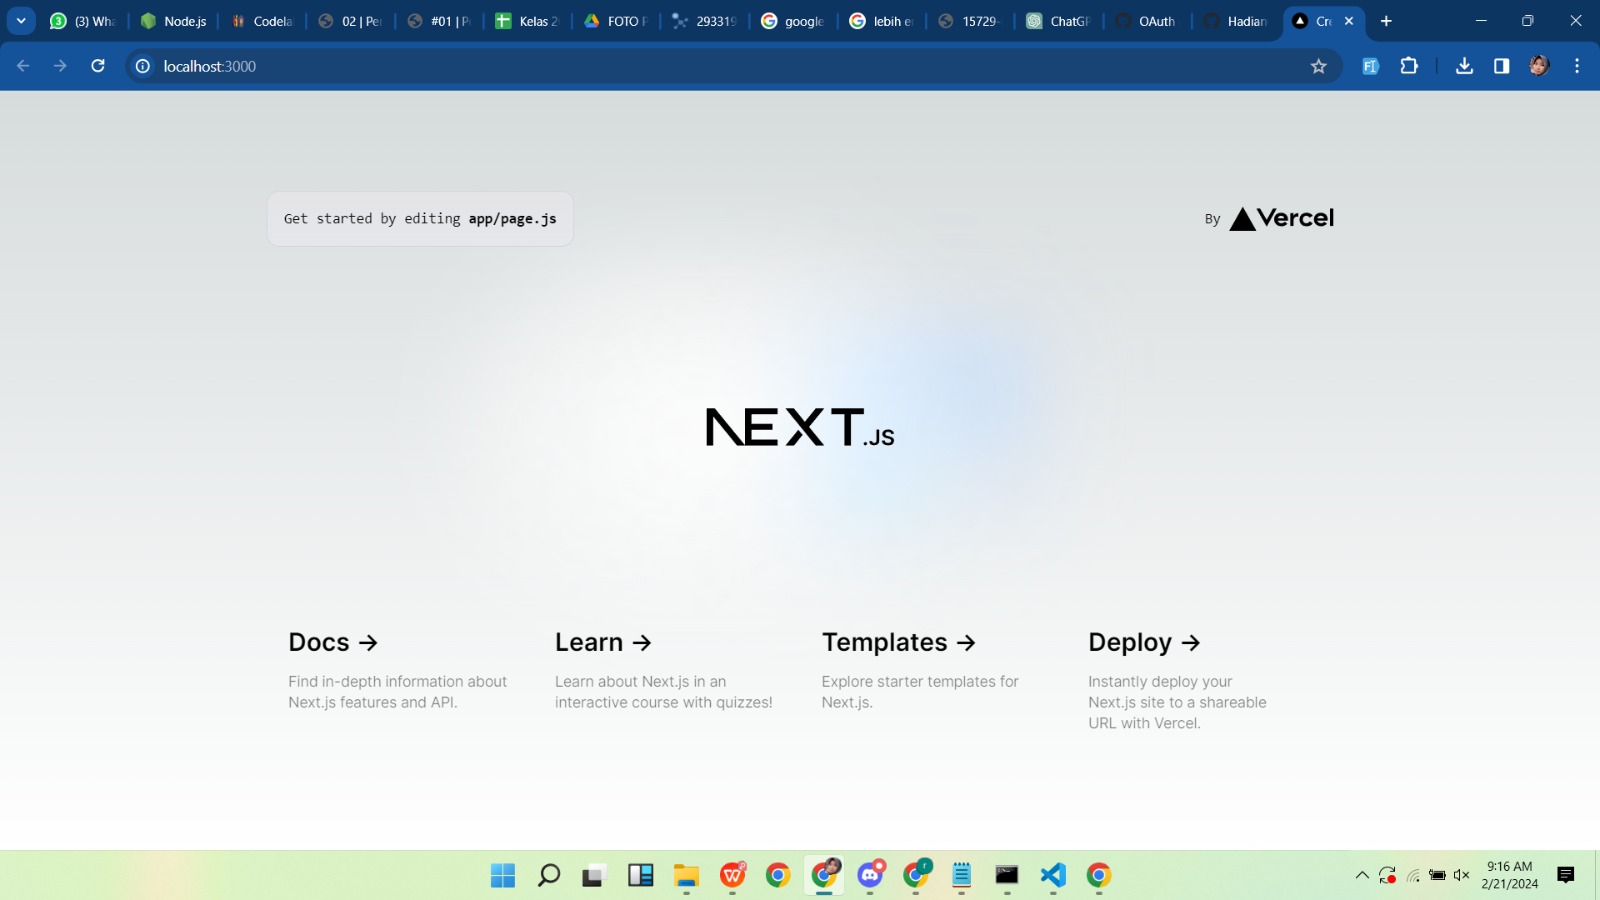 (3) Wha
Node.js
Codela
02 | Per
#01 | P
Kelas 2
FOTO P
293319
google
lebih e
15729-
ChatGP
OAuth
Hadian
Cre
localhost:3000
Get started by editing app/page.js
By Vercel
NEXT.JS
Docs ->
Find in-depth information about
Next.js features and API.
Learn ->
Learn about Next.js in an
interactive course with quizzes!
Templates ->
Explore starter templates for
Next.js.
Deploy ->
Instantly deploy your
Next.js site to a shareable
URL with Vercel.
9:16 AM
2/21/2024